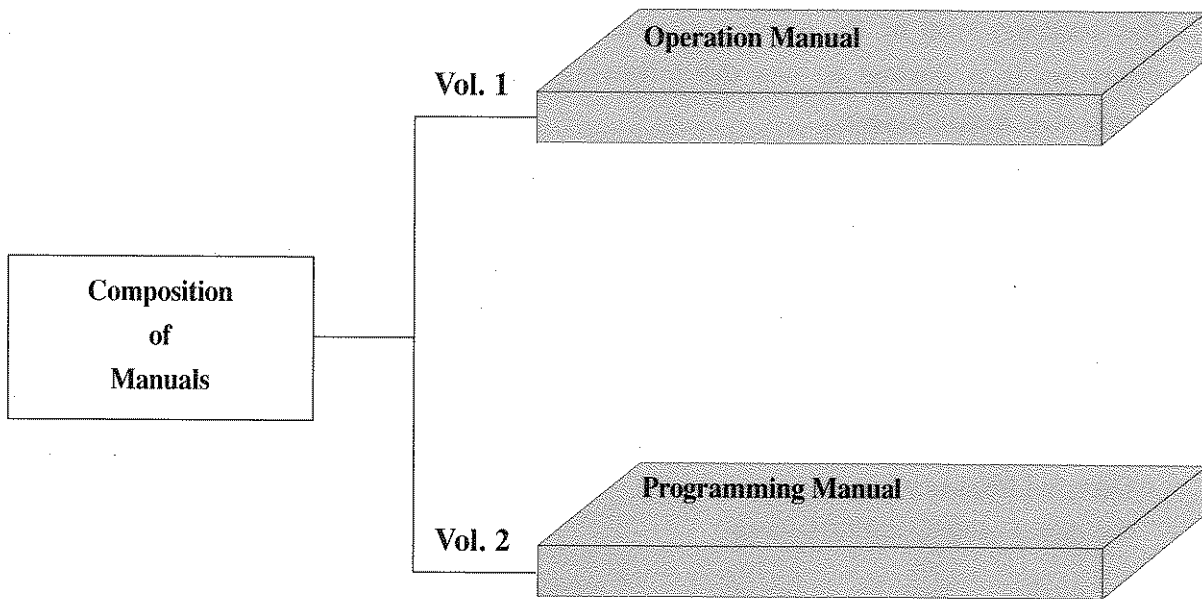 Operation Manual
Vol. 1
Composition
of
Manuals
Programming Manual
Vol. 2